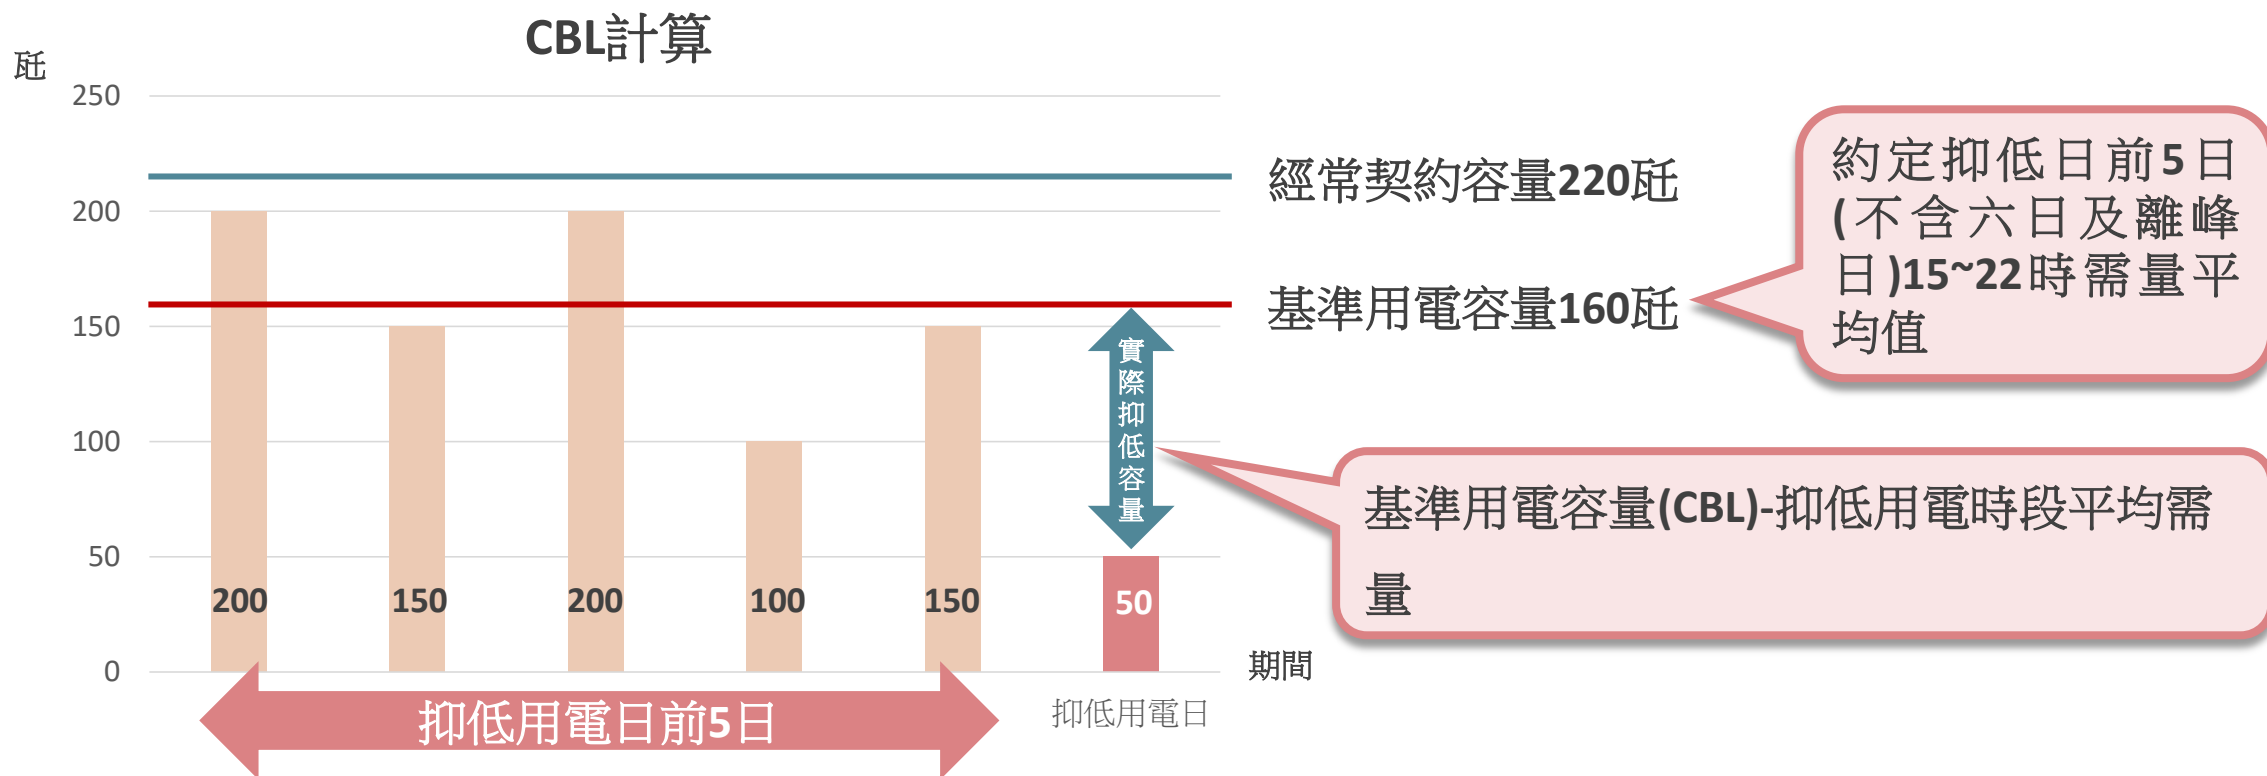 CBL計算
瓩
250
200
150
100
50
0
200
150
200
100
150
50
經常契約容量220瓩
基準用電容量160瓩
約定抑低日前5日
(不含六日及離峰
日)15~22時需量平
均值
實際抑低容量
基準用電容量(CBL)-抑低用電時段平均需
量
期間
抑低用電日前5日
抑低用電日